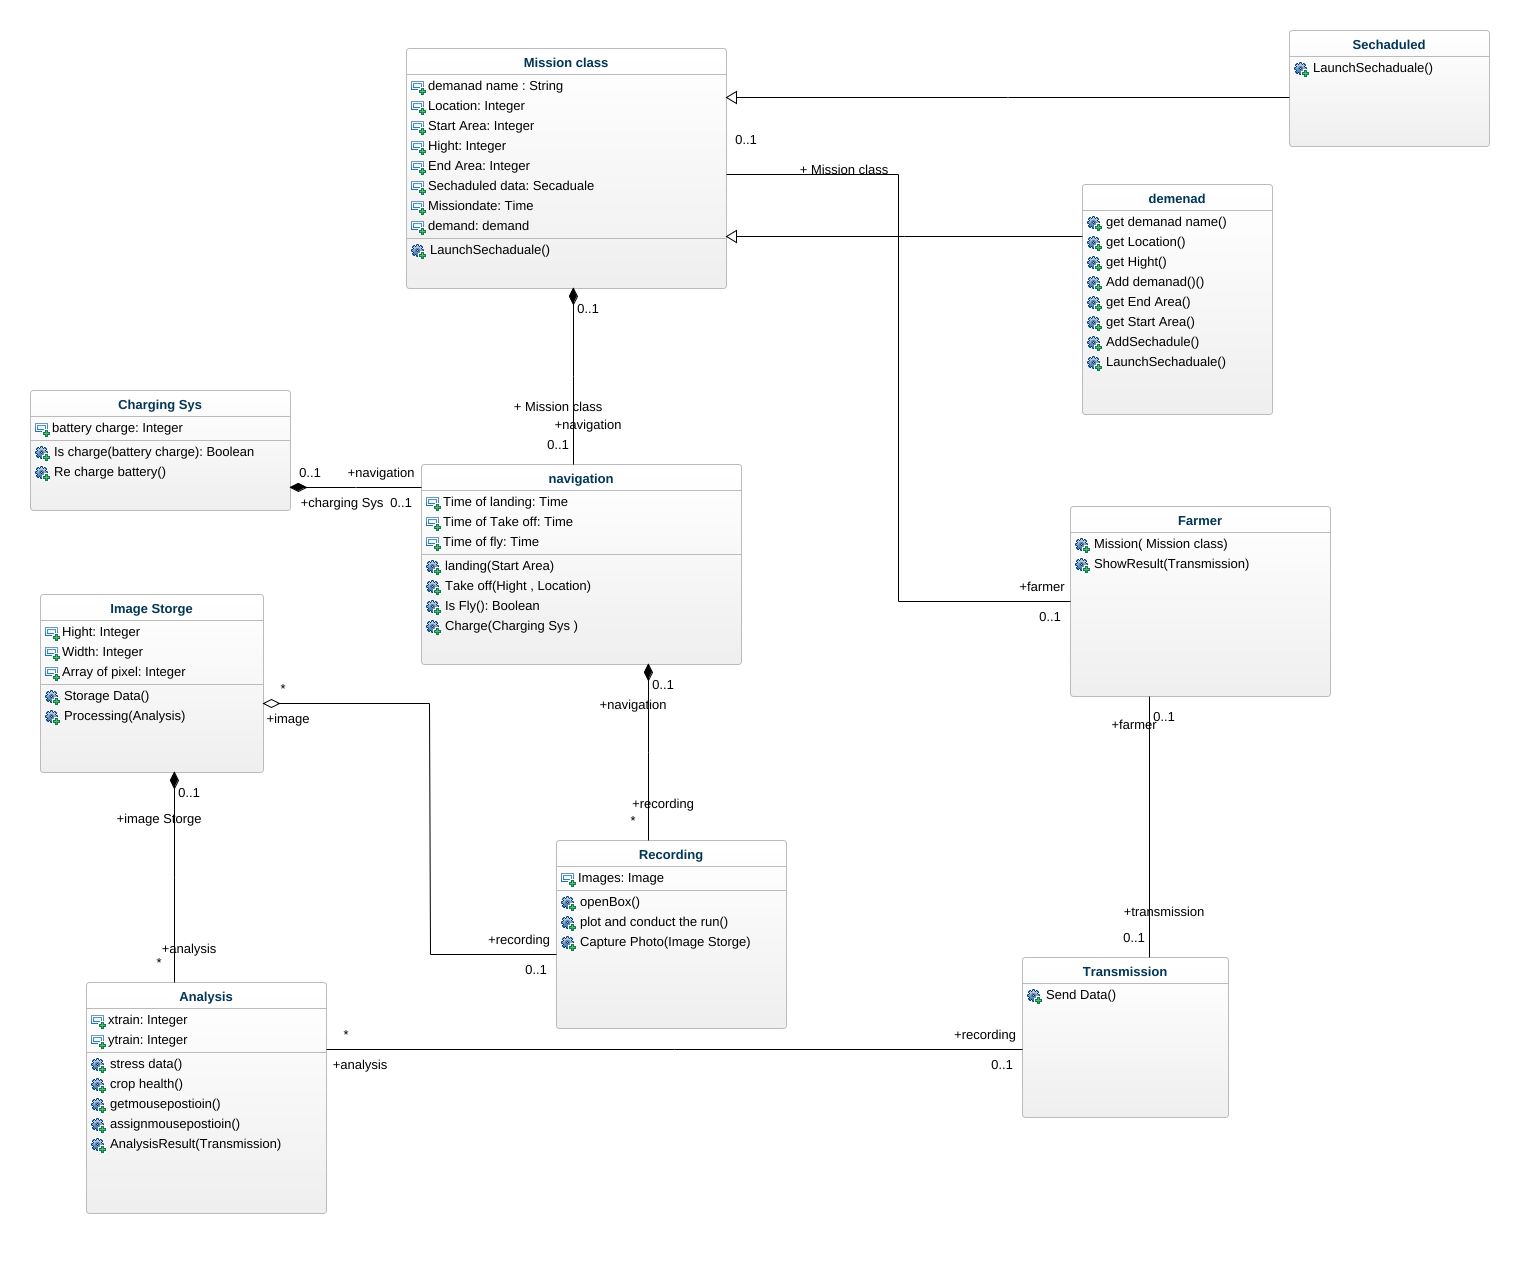 Mission class
demanad name : String
Location: Integer
Start Area: Integer
Hight: Integer
End Area: Integer
Sechaduled data: Secaduale
Missiondate: Time
demand: demand
LaunchSechaduale()
Sechaduled
LaunchSechaduale()
0..1
+ Mission class
demenad
get demanad name()
get Location()
get Hight()
Add demanad()()
get End Area()
get Start Area()
AddSechadule()
LaunchSechaduale()
0..1
+ Mission class
+navigation
0..1
Charging Sys
battery charge: Integer
Is charge(battery charge): Boolean
Re charge battery()
0..1 +navigation
+charging Sys 0..1
navigation
Time of landing: Time
Time of Take off: Time
Time of fly: Time
landing(Start Area)
Take off(Hight , Location)
Is Fly(): Boolean
Charge(Charging Sys )
Farmer
Mission( Mission class)
ShowResult(Transmission)
+farmer
0..1
Image Storge
Hight: Integer
Width: Integer
Array of pixel: Integer
Storage Data()
Processing(Analysis)
*
+image
0..1
+navigation
0..1
+farmer
0..1
+image Storge
+recording
*
Recording
Images: Image
openBox()
plot and conduct the run()
Capture Photo(Image Storge)
+recording
0..1
+transmission
0..1
+analysis
*
Transmission
Send Data()
Analysis
xtrain: Integer
ytrain: Integer
stress data()
crop health()
getmousepostioin()
assignmousepostioin()
AnalysisResult(Transmission)
*
+analysis
+recording
0..1